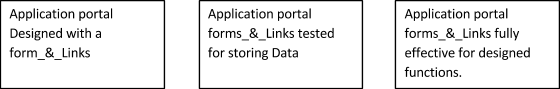 Application portal
Designed with a
form_&_Links
Application portal
forms_&_Links tested
for storing Data
Application portal
forms_&_Links fully
effective for designed
functions.